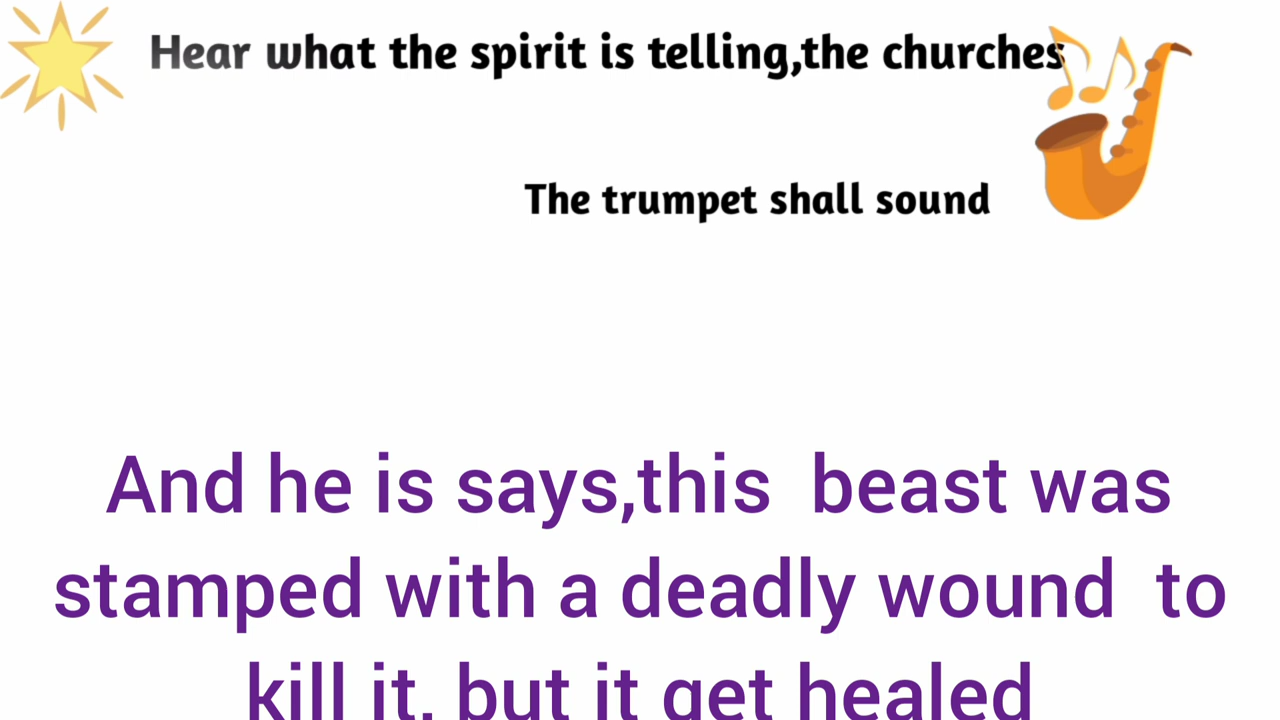 Hear what the spirit is telling,the churches
The trumpet shall sound
And he is says,this beast was
stamped with a deadly wound to
kill it, but it get healed